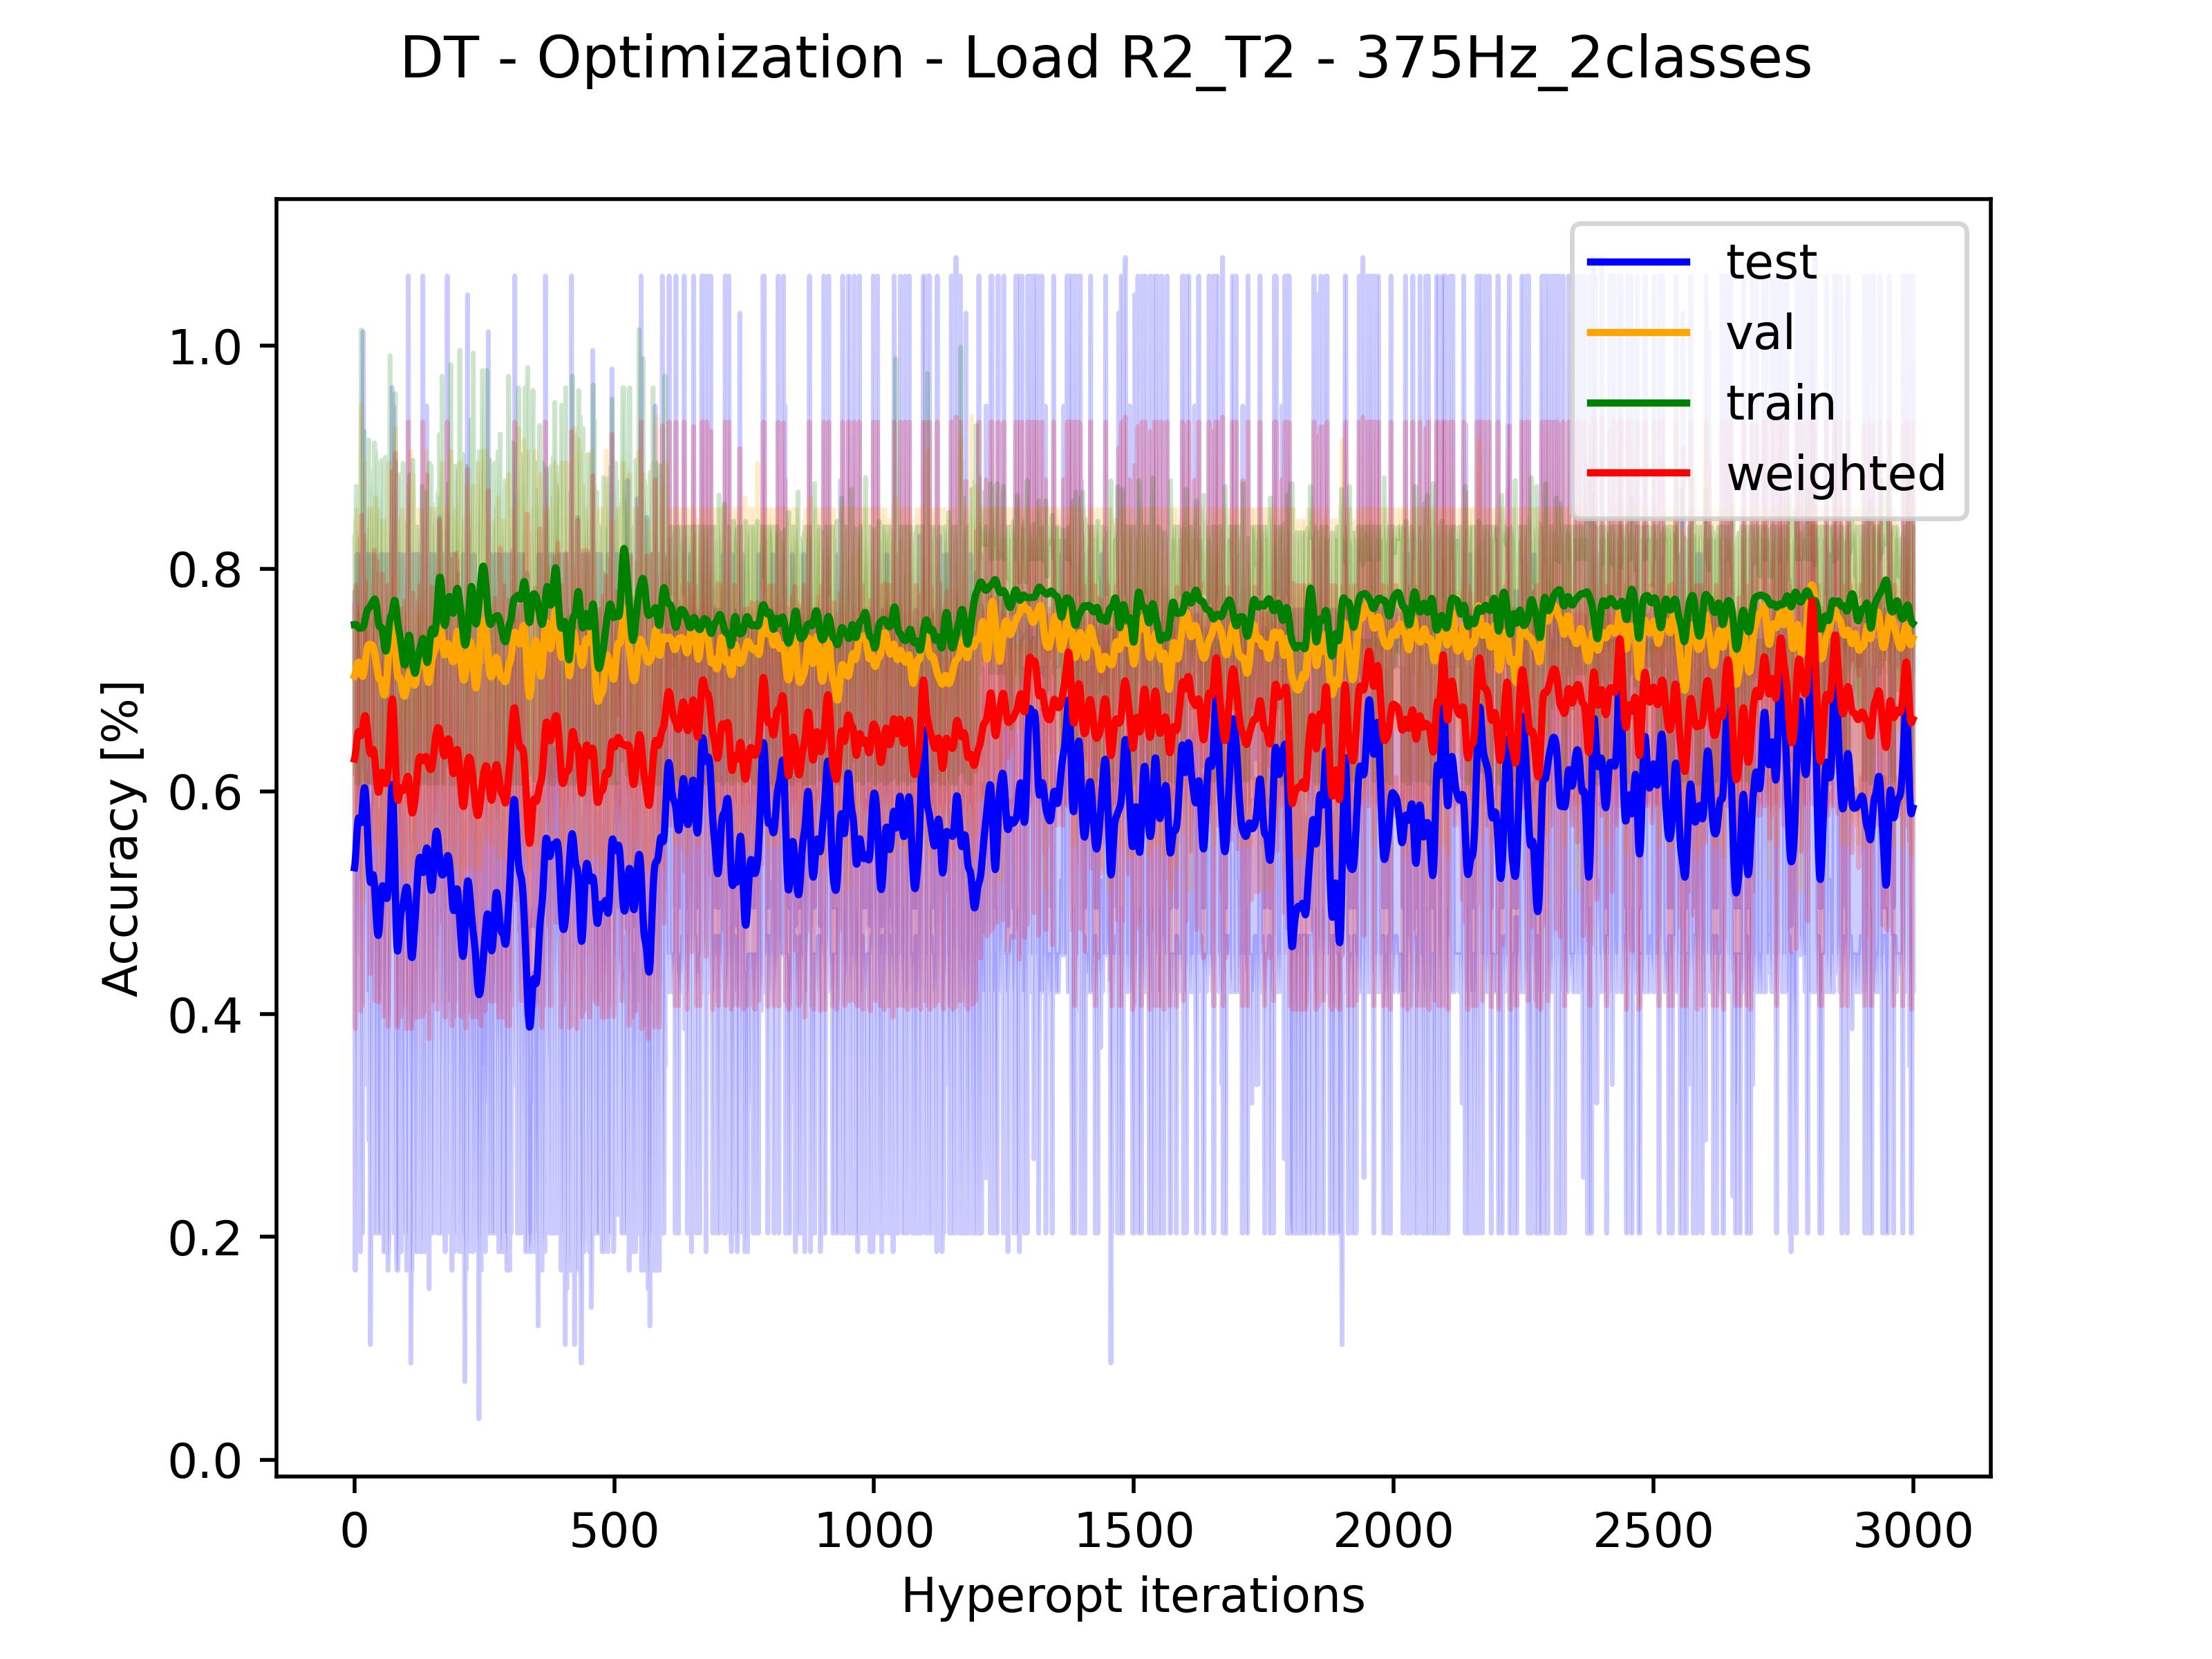 DT - Optimization - Load R2_T2 - 375Hz_2classes
test
val
train
weighted
1.0
0.8
0.6
0.4
0.2
0.0
Accuracy [%]
0 500 1000 1500 2000 2500 3000
Hyperopt iterations